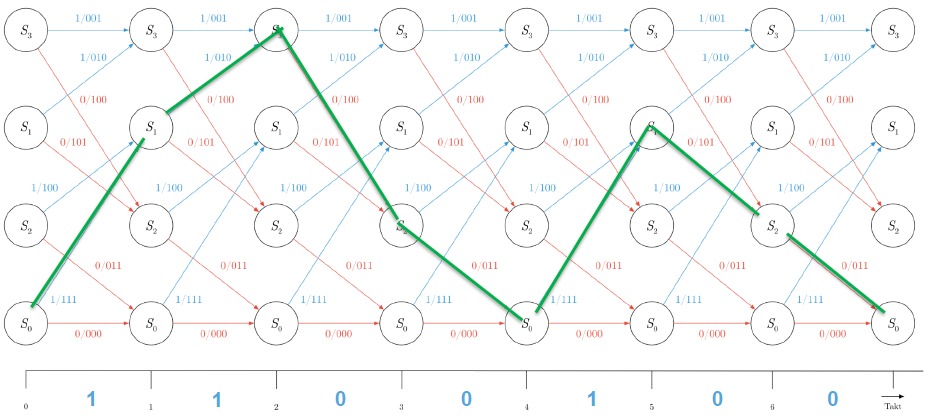 1/001 1/001 1/001 1/001 1/001 1/001 1/001
S3 S3 S3 S3 S3 S3 S3
1/010 1/010 1/010 1/010 1/010 1/010 1/010
0/100 0/100 0/100 0/100 0/100 0/100 0/100
S1 S1 S1 S1 S1 S1 S1 S1
0/101 0/101 0/101 0/101 0/101 0/101 0/101
1/100 1/100 1/100 1/100 1/100 1/100 1/100
S2 S2 S2 S2 S2 S2 S2 S2
0/011 0/011 0/011 0/011 0/011 0/011 0/011
1/111 1/111 1/111 1/111 1/111 1/111 1/111
S0 S0 S0 S0 S0 S0 S0 S0
0/000 0/000 0/000 0/000 0/000 0/000 0/000
1 1 0 0 1 0 0
0 1 2 3 4 5 6 Takt